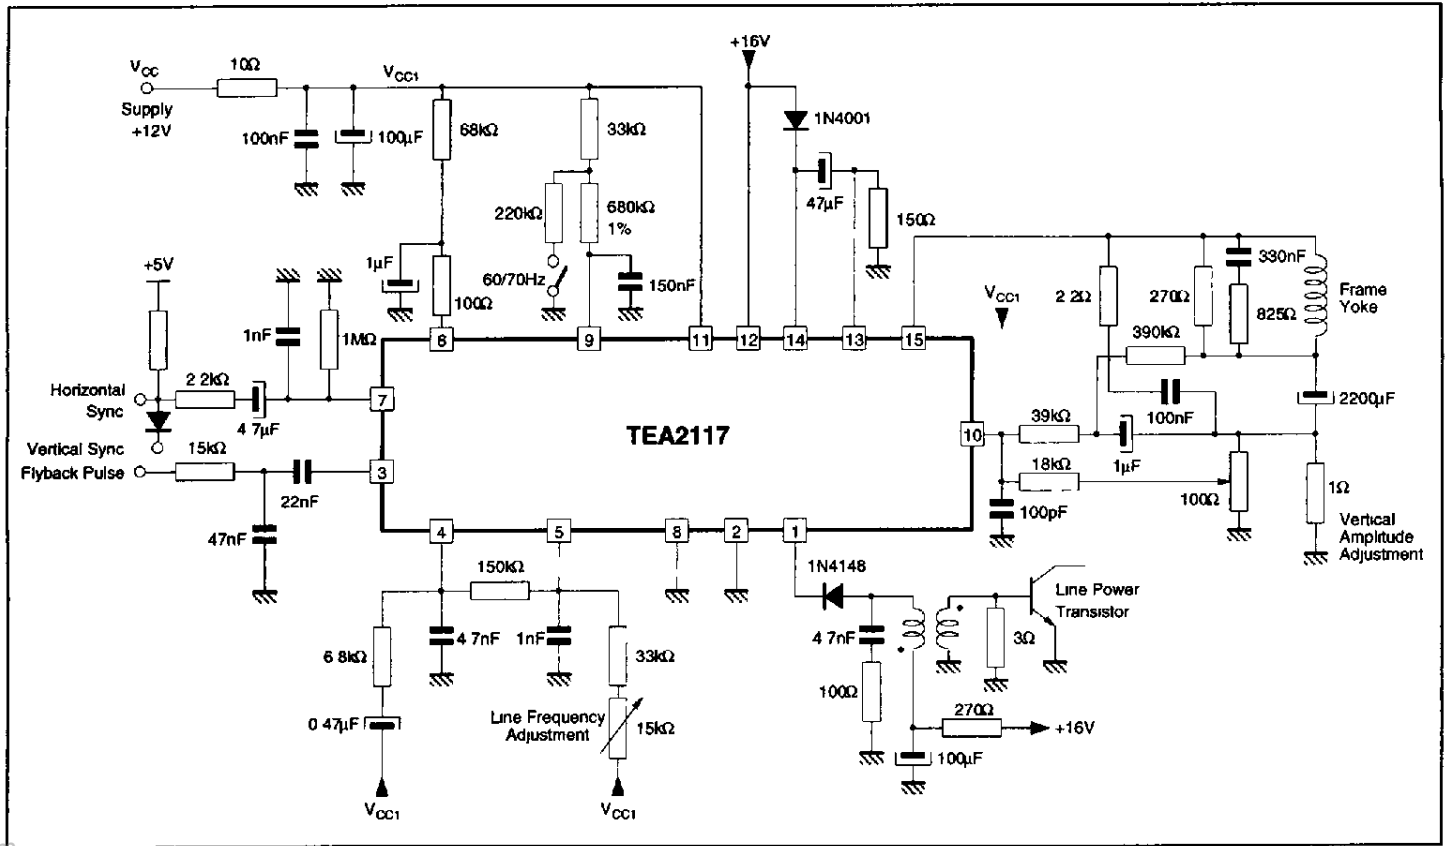 +16V
VCC
10Ω
VCC1
Supply
+12V
100nF
100µF
68kΩ
33kΩ
1N4001
220kΩ
680kΩ
1%
47µF
150Ω
+5V
1µF
60/70Hz
150nF
100Ω
VCC1
2 2Ω
270Ω
330nF
825Ω
Frame
Yoke
1nF
1MΩ
6
9
11
12
14
13
15
390kΩ
Horizontal
Sync
2 2kΩ
4 7µF
7
100nF
2200µF
Vertical Sync
Flyback Pulse
15kΩ
22nF
3
TEA2117
10
39kΩ
1µF
18kΩ
100Ω
1Ω
100pF
Vertical
Amplitude
Adjustment
47nF
4
5
8
2
1
150kΩ
1N4148
Line Power
Transistor
6 8kΩ
4 7nF
1nF
33kΩ
4 7nF
3Ω
100Ω
0 47µF
Line Frequency
Adjustment
15kΩ
270Ω
+16V
100µF
VCC1
VCC1